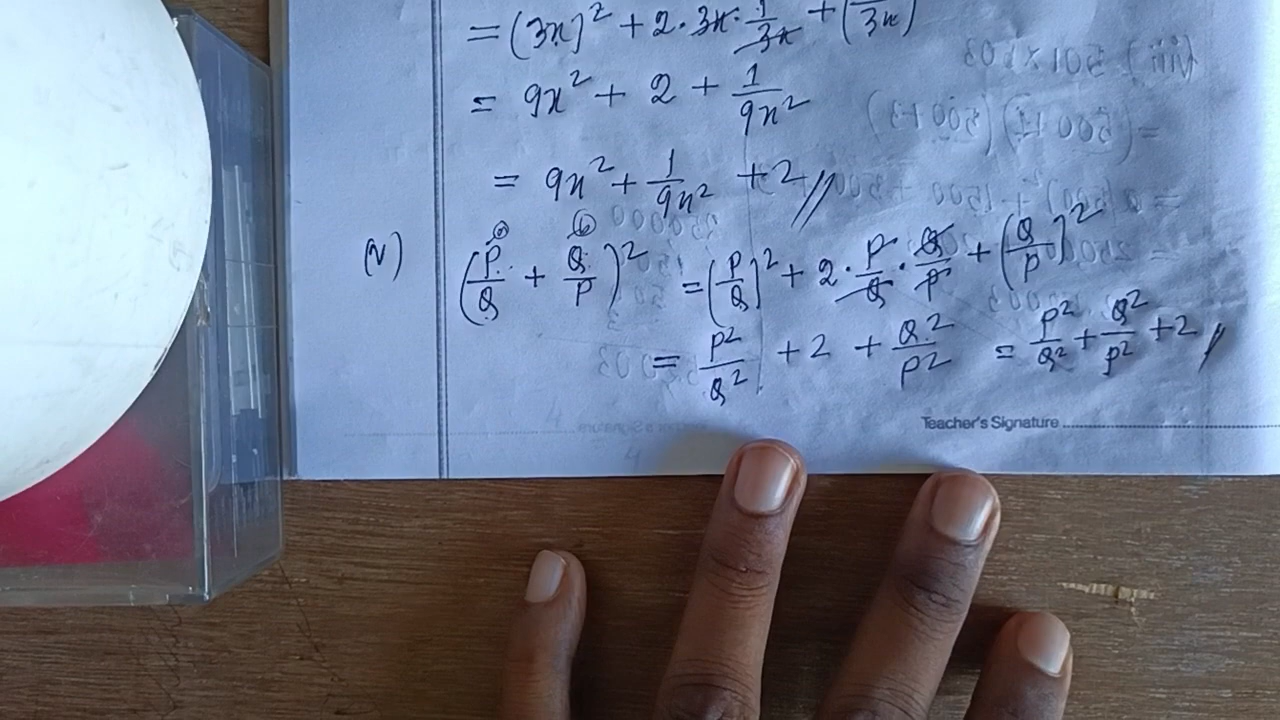 = (3x)² + 2 · 3x · 1/3x + (1/3x)
= 9x² + 2 + 1/9x²
= 9x² + 1/9x² + 2 //
(v) (P/Q + Q/P)² = (P/Q)² + 2 · P/Q · Q/P + (Q/P)²
a b
= P²/Q² + 2 + Q²/P² = P²/Q² + Q²/P² + 2 //
Teacher's Signature